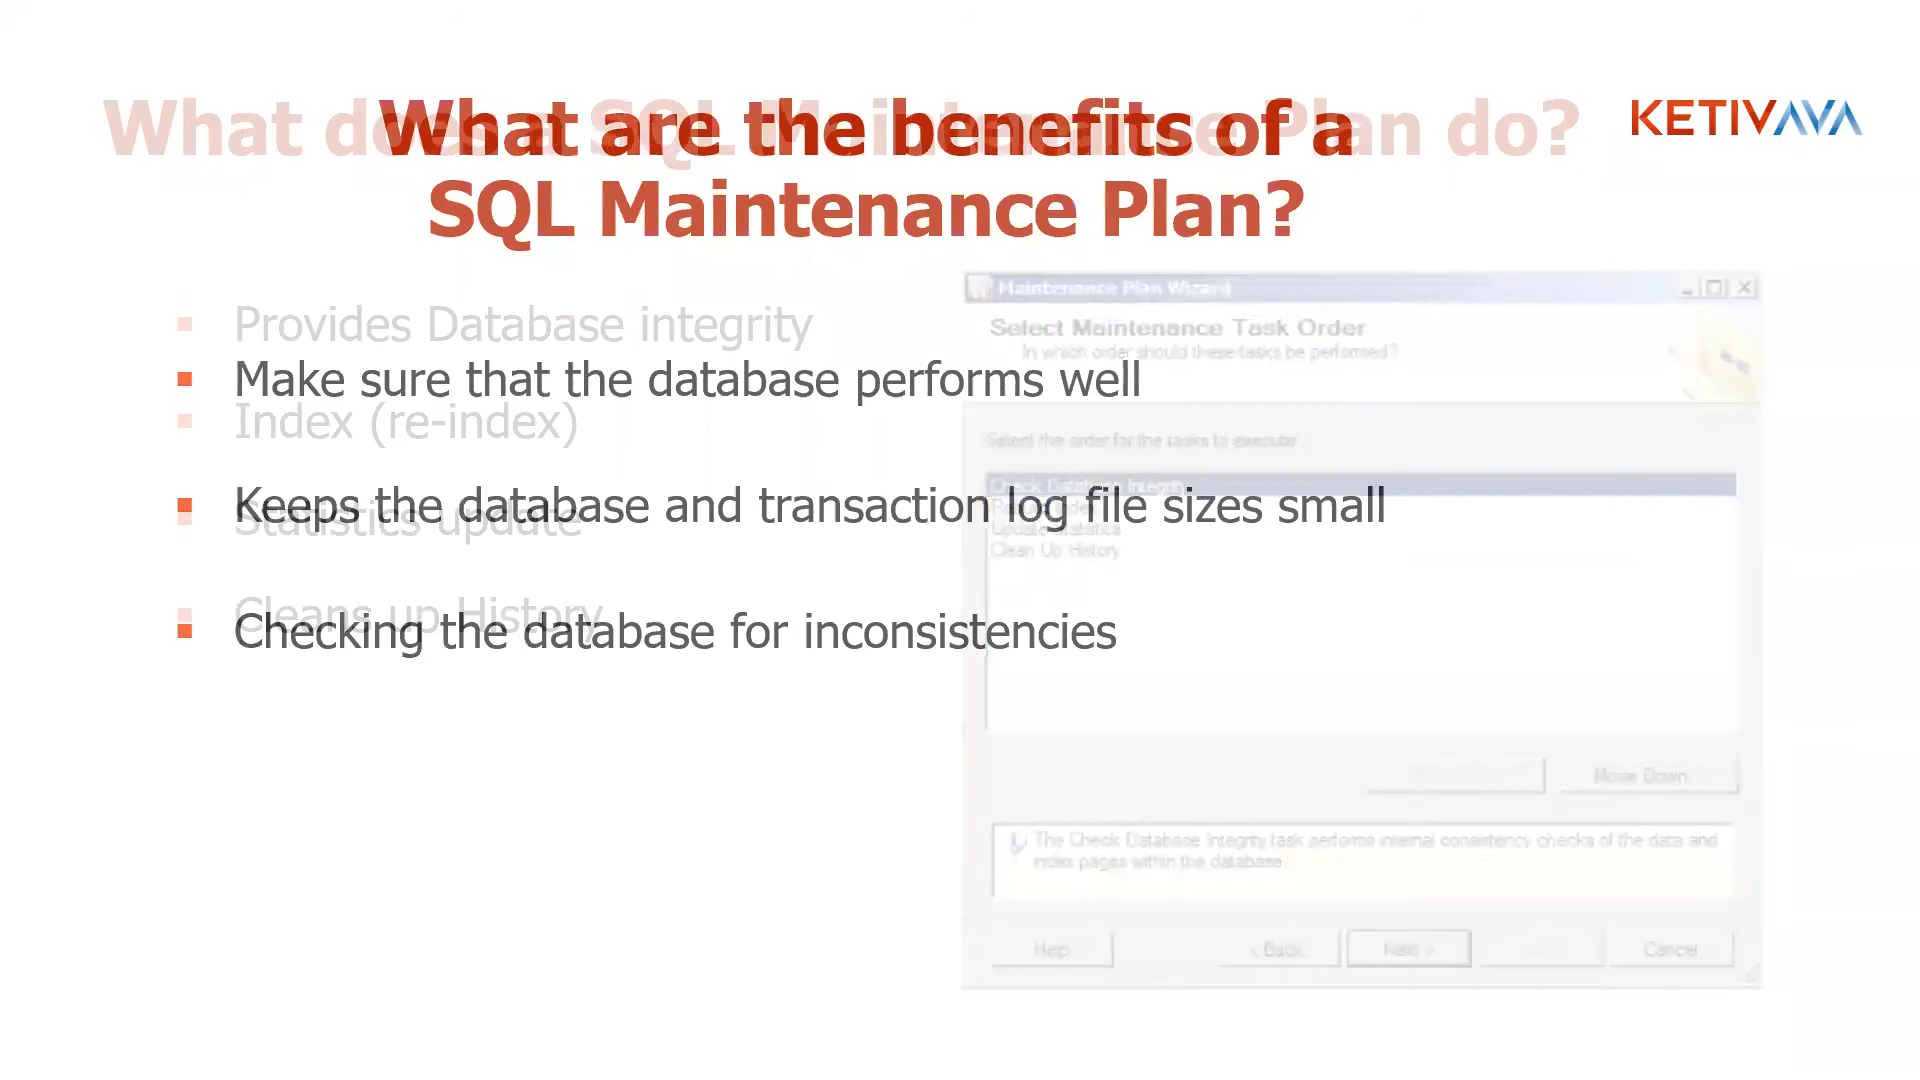 What does a SQL Maintenance Plan do?
What are the benefits of a
SQL Maintenance Plan?
KETIVAVA
Provides Database integrity
Make sure that the database performs well
Index (re-index)
Keeps the database and transaction log file sizes small
Statistics update
Cleans up History
Checking the database for inconsistencies
Maintenance Plan Wizard
Select Maintenance Task Order
In which order should these tasks be performed?
Select the order for the tasks to execute
Check Database Integrity
Update Statistics
Clean Up History
Move Down
The Check Database Integrity task performs internal consistency checks of the data and
index pages within the database.
Help
< Back
Next >
Cancel